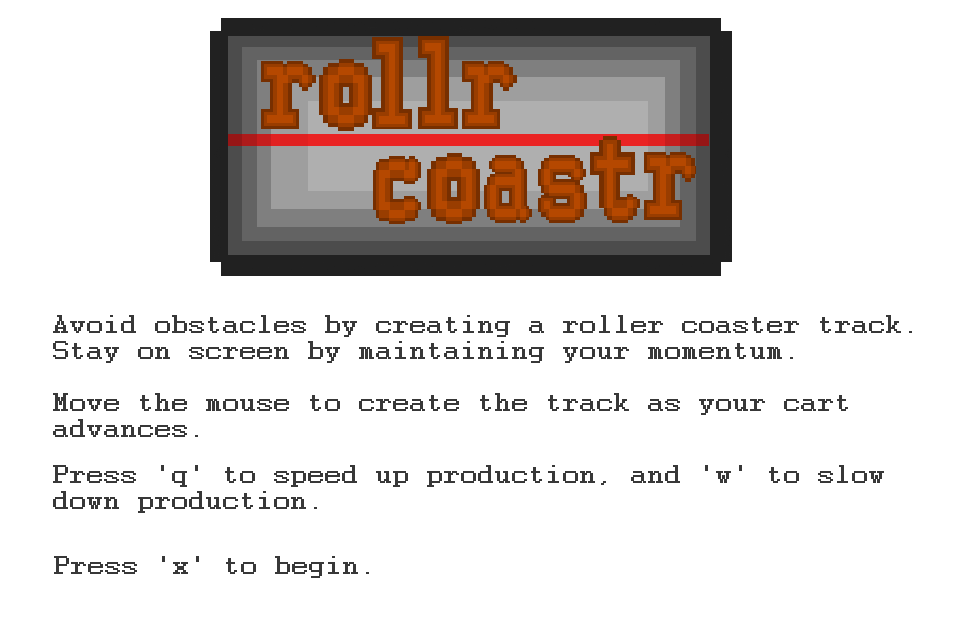 rollr
coastr
Avoid obstacles by creating a roller coaster track.
Stay on screen by maintaining your momentum.
Move the mouse to create the track as your cart
advances.
Press 'q' to speed up production, and 'w' to slow
down production.
Press 'x' to begin.